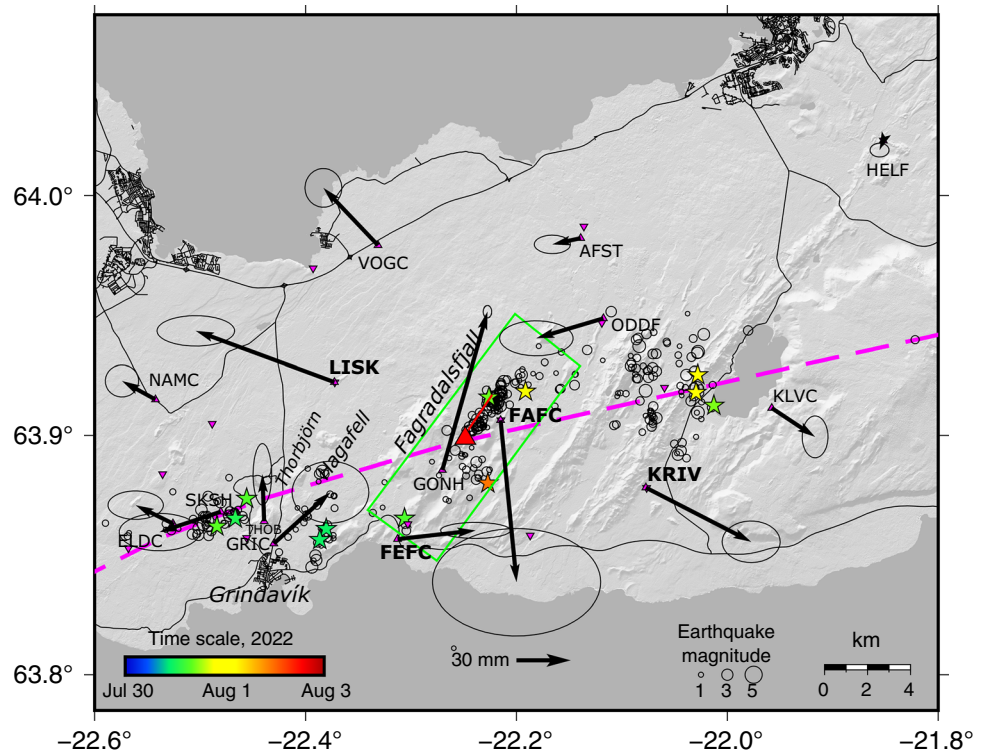 64.0°
63.9°
63.8°
HELF
VOGC
AFST
ODDF
LISK
NAMC
KLVC
Fagradalsfjall
FAFC
Thorbjörn
GONH
KRIV
SKSH
ELDC
THOB
GRIC
FEFC
Grindavík
Time scale, 2022
Jul 30
Aug 1
Aug 3
30 mm
Earthquake
magnitude
1 3 5
km
0 2 4
−22.6° −22.4° −22.2° −22.0° −21.8°